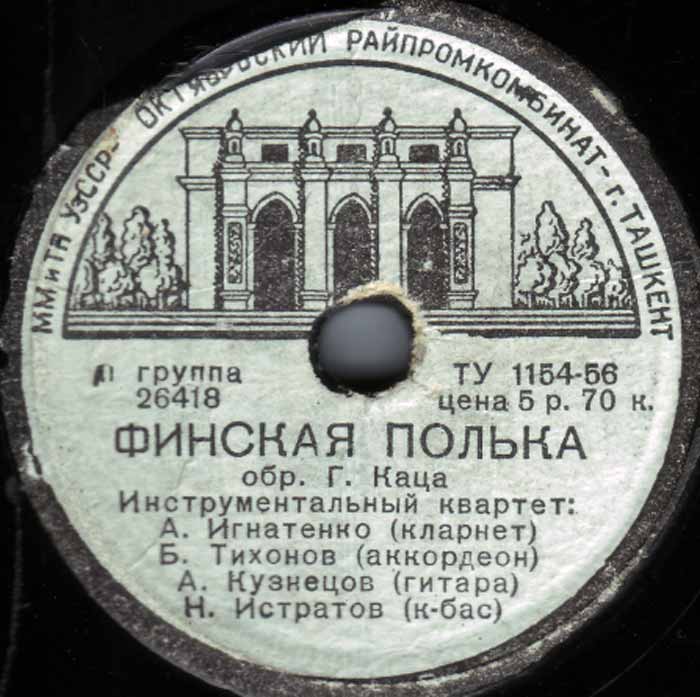 ММиТП УзССР- ОКТЯБРЬСКИЙ РАЙПРОМКОМБИНАТ-г. ТАШКЕНТ
п группа
26418
ТУ 1154-56
цена 5 р. 70 к.
ФИНСКАЯ ПОЛЬКА
обр. Г. Каца
Инструментальный квартет:
А. Игнатенко (кларнет)
Б. Тихонов (аккордеон)
А. Кузнецов (гитара)
Н. Истратов (к-бас)